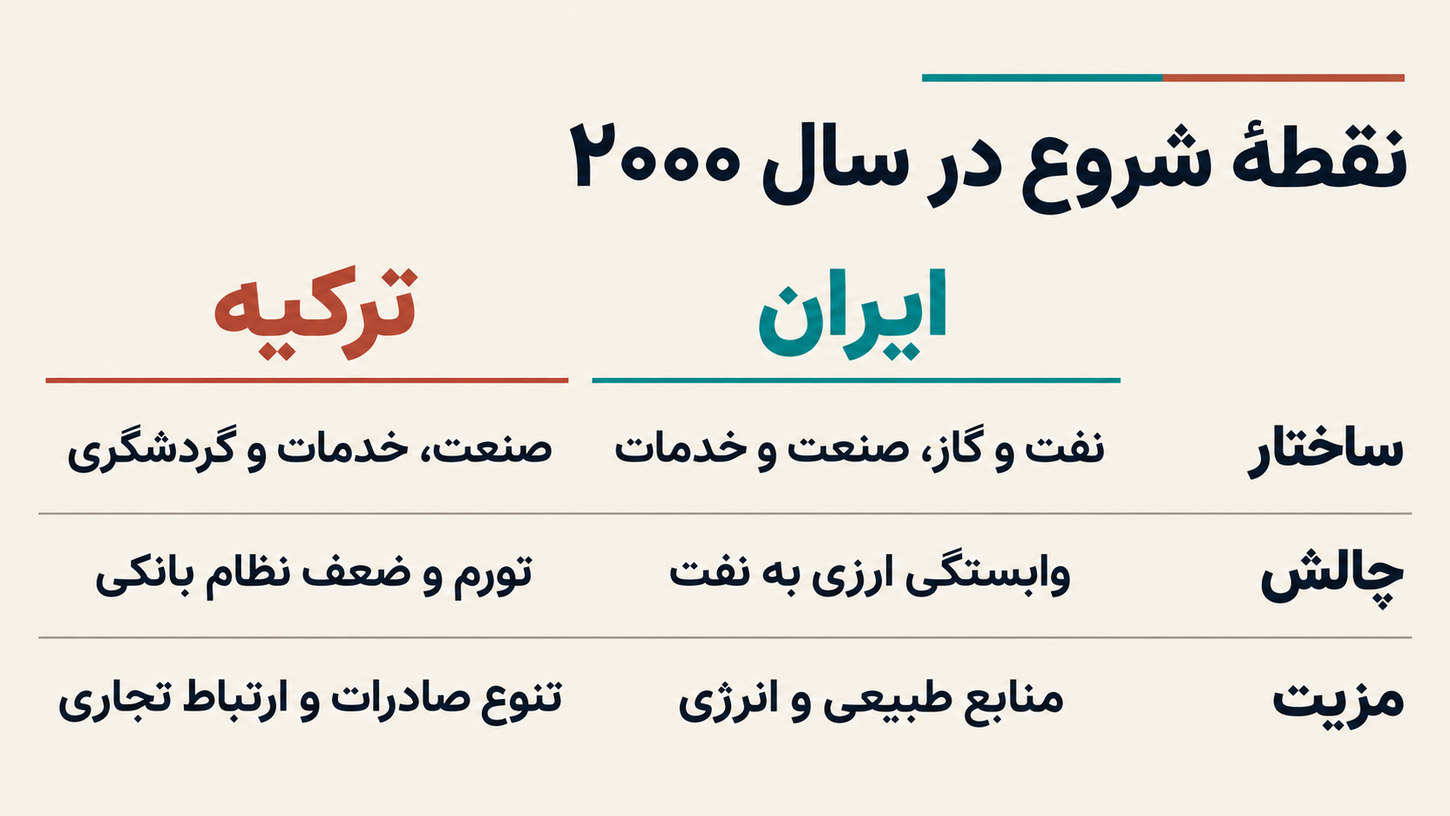 نقطهٔ شروع در سال ۲۰۰۰
ایران
ترکیه
ساختار
نفت و گاز، صنعت و خدمات
صنعت، خدمات و گردشگری
چالش
وابستگی ارزی به نفت
تورم و ضعف نظام بانکی
مزیت
منابع طبیعی و انرژی
تنوع صادرات و ارتباط تجاری